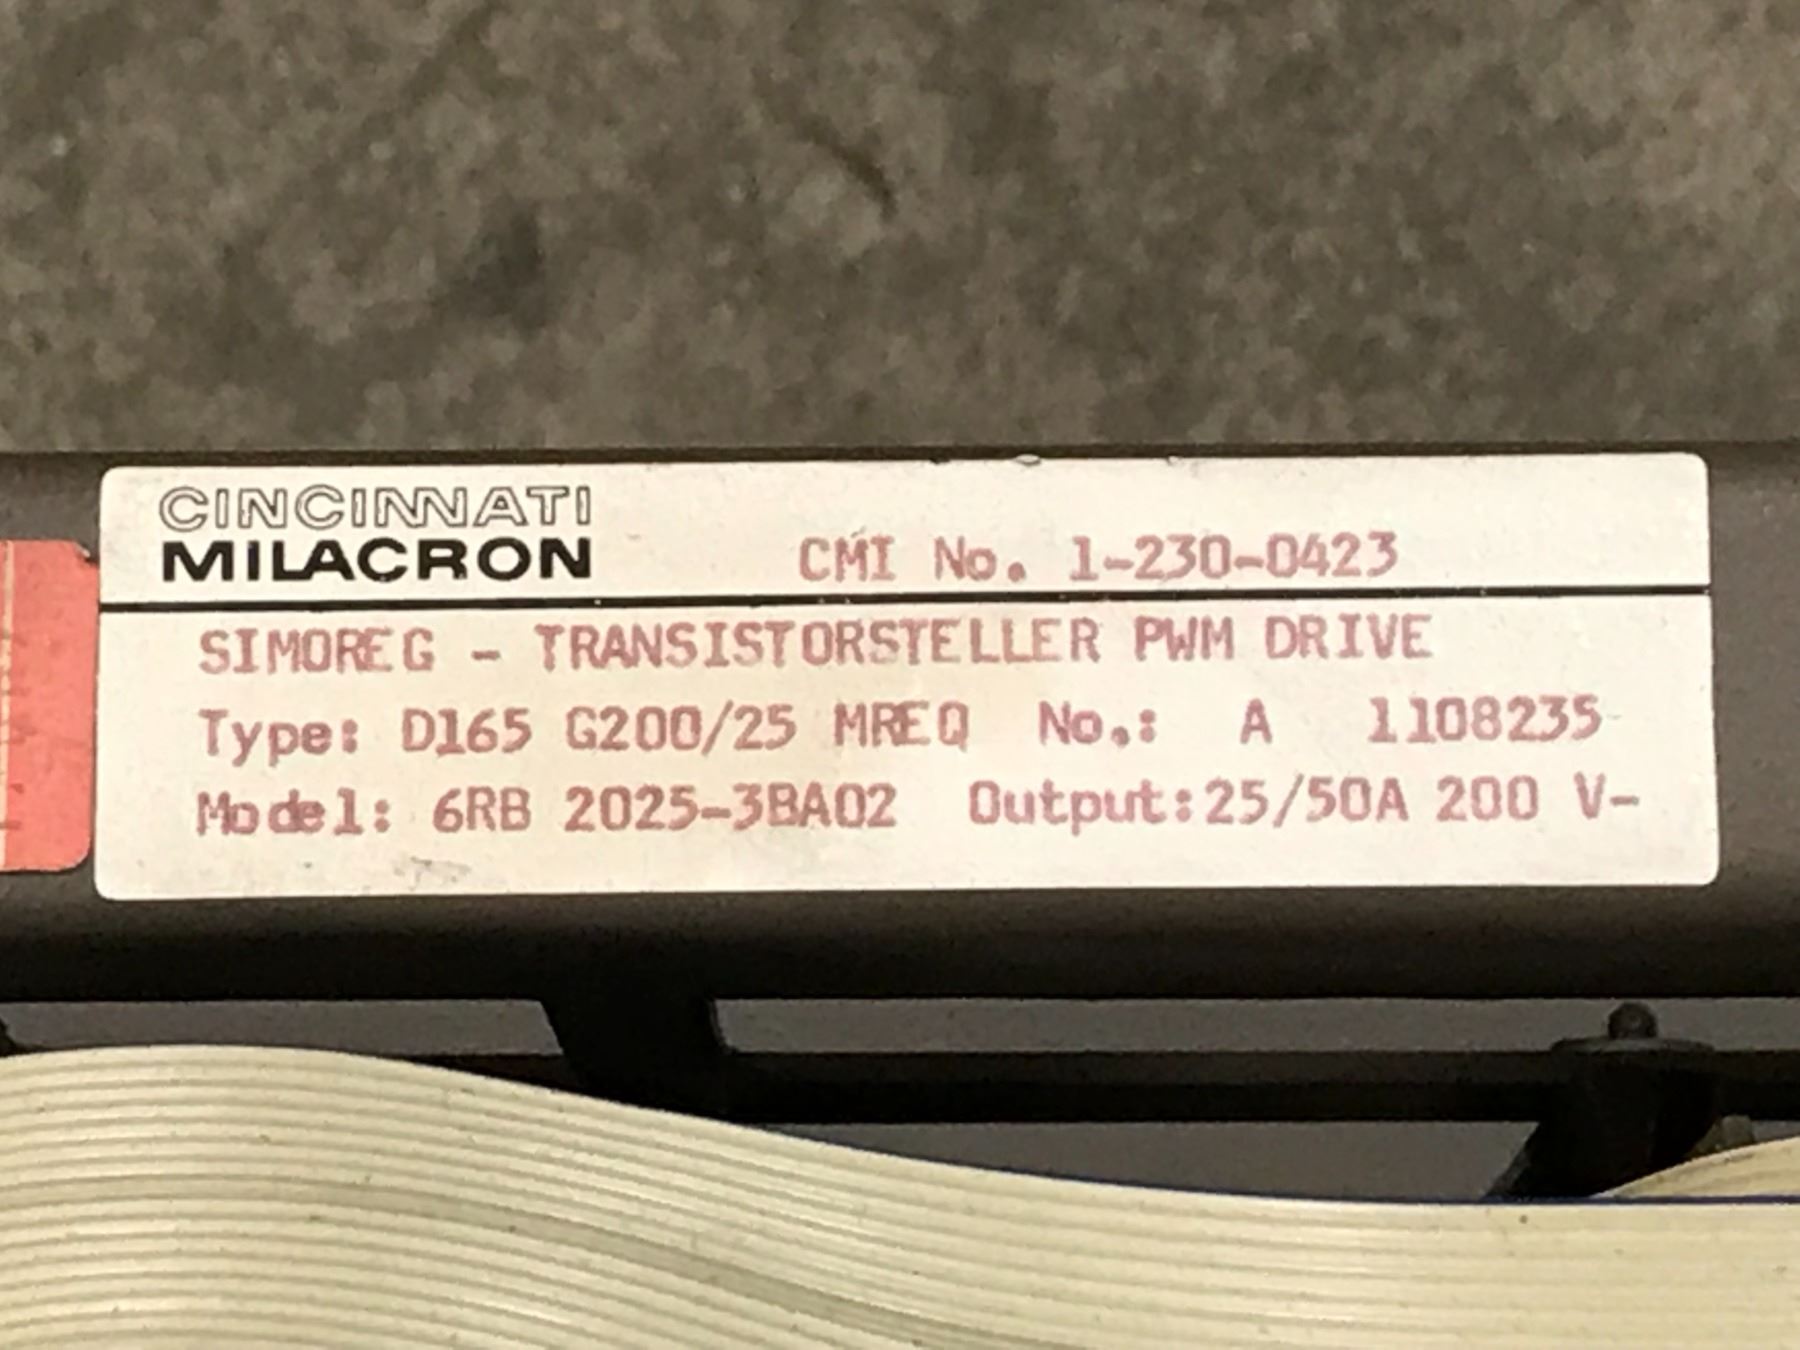 CINCINNATI
MILACRON
CMI No. 1-230-0423
SIMOREG - TRANSISTORSTELLER PWM DRIVE
Type: D165 G200/25 MREQ No.: A 1108235
Model: 6RB 2025-3BA02 Output:25/50A 200 V-